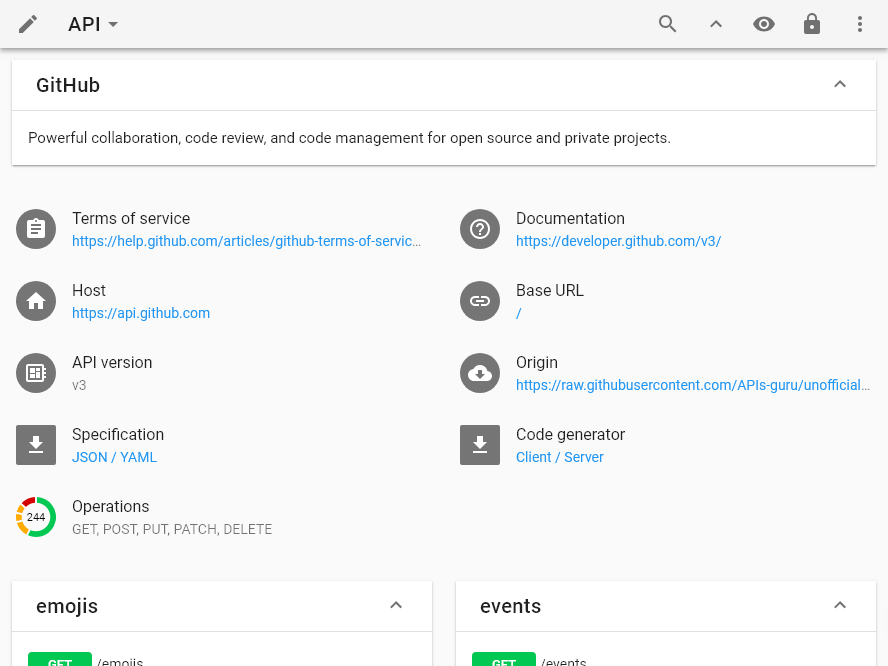 API
GitHub
Powerful collaboration, code review, and code management for open source and private projects.
Terms of service
https://help.github.com/articles/github-terms-of-servic...
Documentation
https://developer.github.com/v3/
Host
https://api.github.com
Base URL
/
API version
v3
Origin
https://raw.githubusercontent.com/APIs-guru/unofficial...
Specification
JSON / YAML
Code generator
Client / Server
244
Operations
GET, POST, PUT, PATCH, DELETE
emojis
events
GET /emojis
GET /events